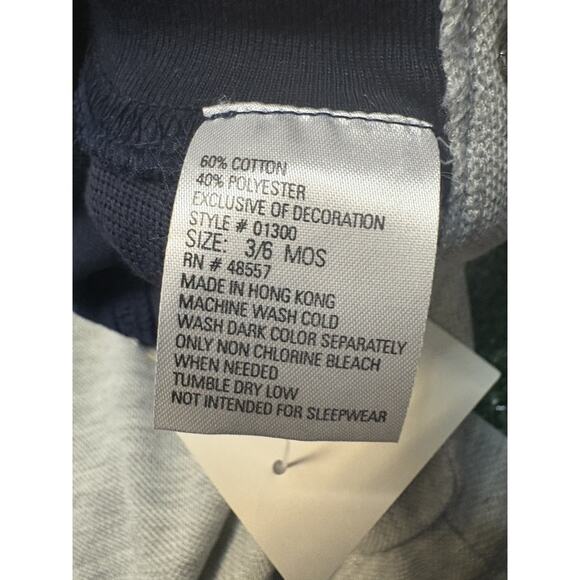 60% COTTON
40% POLYESTER
EXCLUSIVE OF DECORATION
STYLE # 01300
SIZE: 3/6 MOS
RN # 48557
MADE IN HONG KONG
MACHINE WASH COLD
WASH DARK COLOR SEPARATELY
ONLY NON CHLORINE BLEACH
WHEN NEEDED
TUMBLE DRY LOW
NOT INTENDED FOR SLEEPWEAR